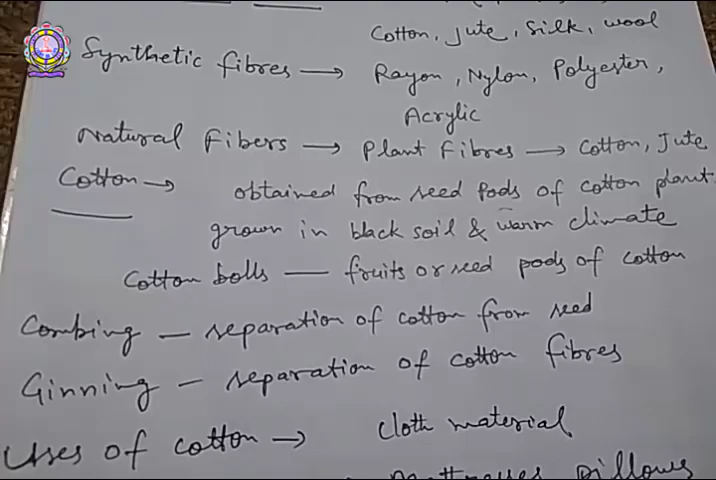 Cotton, Jute, Silk, wool
Synthetic fibres → Rayon, Nylon, Polyester,
Acrylic
Natural Fibers → Plant Fibres → Cotton, Jute
Cotton → obtained from seed pods of cotton plant
grown in black soil & warm climate
Cotton bolls — fruits or seed pods of cotton
Combing — separation of cotton from seed
Ginning — separation of cotton fibres
Uses of cotton → cloth material
pillows